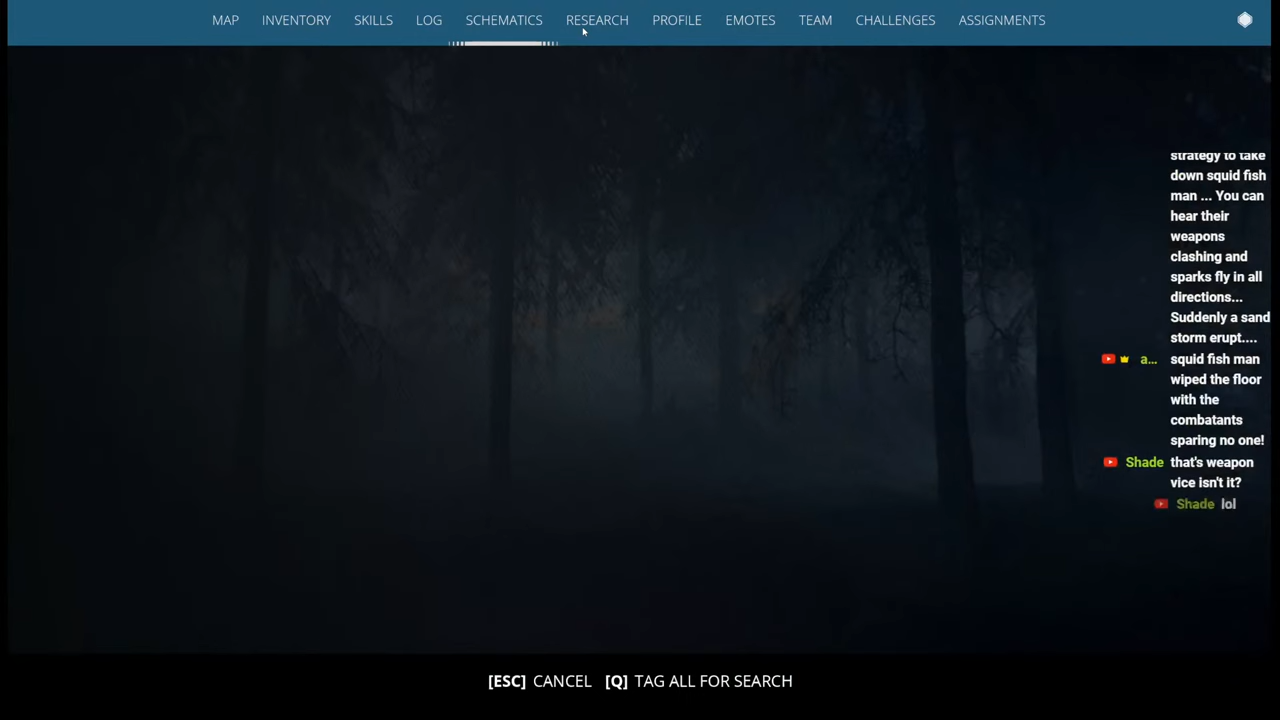 MAP INVENTORY SKILLS LOG SCHEMATICS RESEARCH PROFILE EMOTES TEAM CHALLENGES ASSIGNMENTS
strategy to take
down squid fish
man ... You can
hear their
weapons
clashing and
sparks fly in all
directions...
Suddenly a sand
storm erupt....
a... squid fish man
wiped the floor
with the
combatants
sparing no one!
Shade that's weapon
vice isn't it?
Shade lol
[ESC] CANCEL [Q] TAG ALL FOR SEARCH